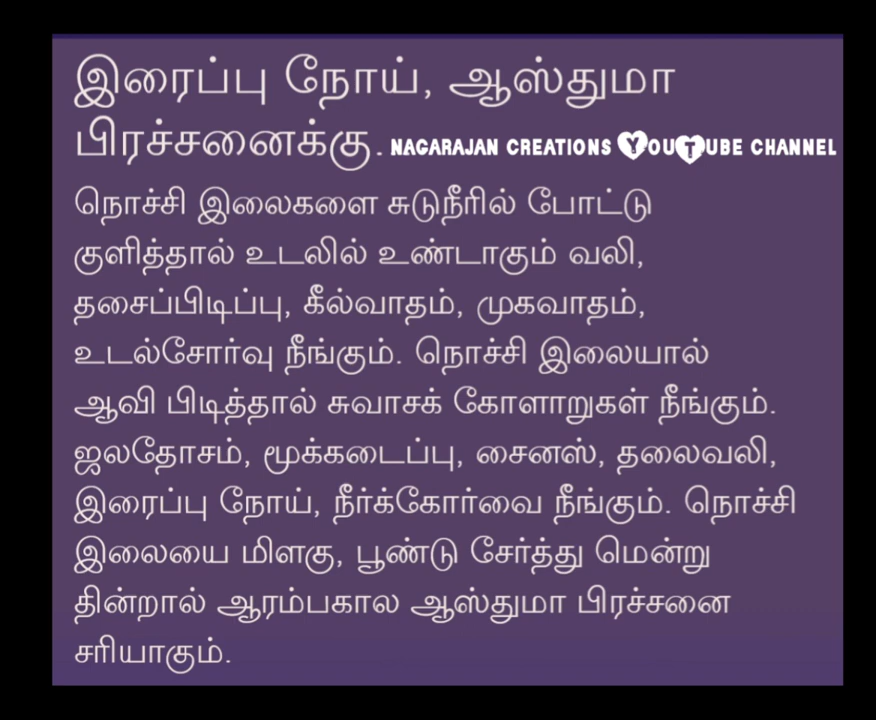 இரைப்பு நோய், ஆஸ்துமா
பிரச்சனைக்கு. NAGARAJAN CREATIONS YOUTUBE CHANNEL
நொச்சி இலைகளை சுடுநீரில் போட்டு
குளித்தால் உடலில் உண்டாகும் வலி,
தசைப்பிடிப்பு, கீல்வாதம், முகவாதம்,
உடல்சோர்வு நீங்கும். நொச்சி இலையால்
ஆவி பிடித்தால் சுவாசக் கோளாறுகள் நீங்கும்.
ஜலதோசம், மூக்கடைப்பு, சைனஸ், தலைவலி,
இரைப்பு நோய், நீர்க்கோர்வை நீங்கும். நொச்சி
இலையை மிளகு, பூண்டு சேர்த்து மென்று
தின்றால் ஆரம்பகால ஆஸ்துமா பிரச்சனை
சரியாகும்.